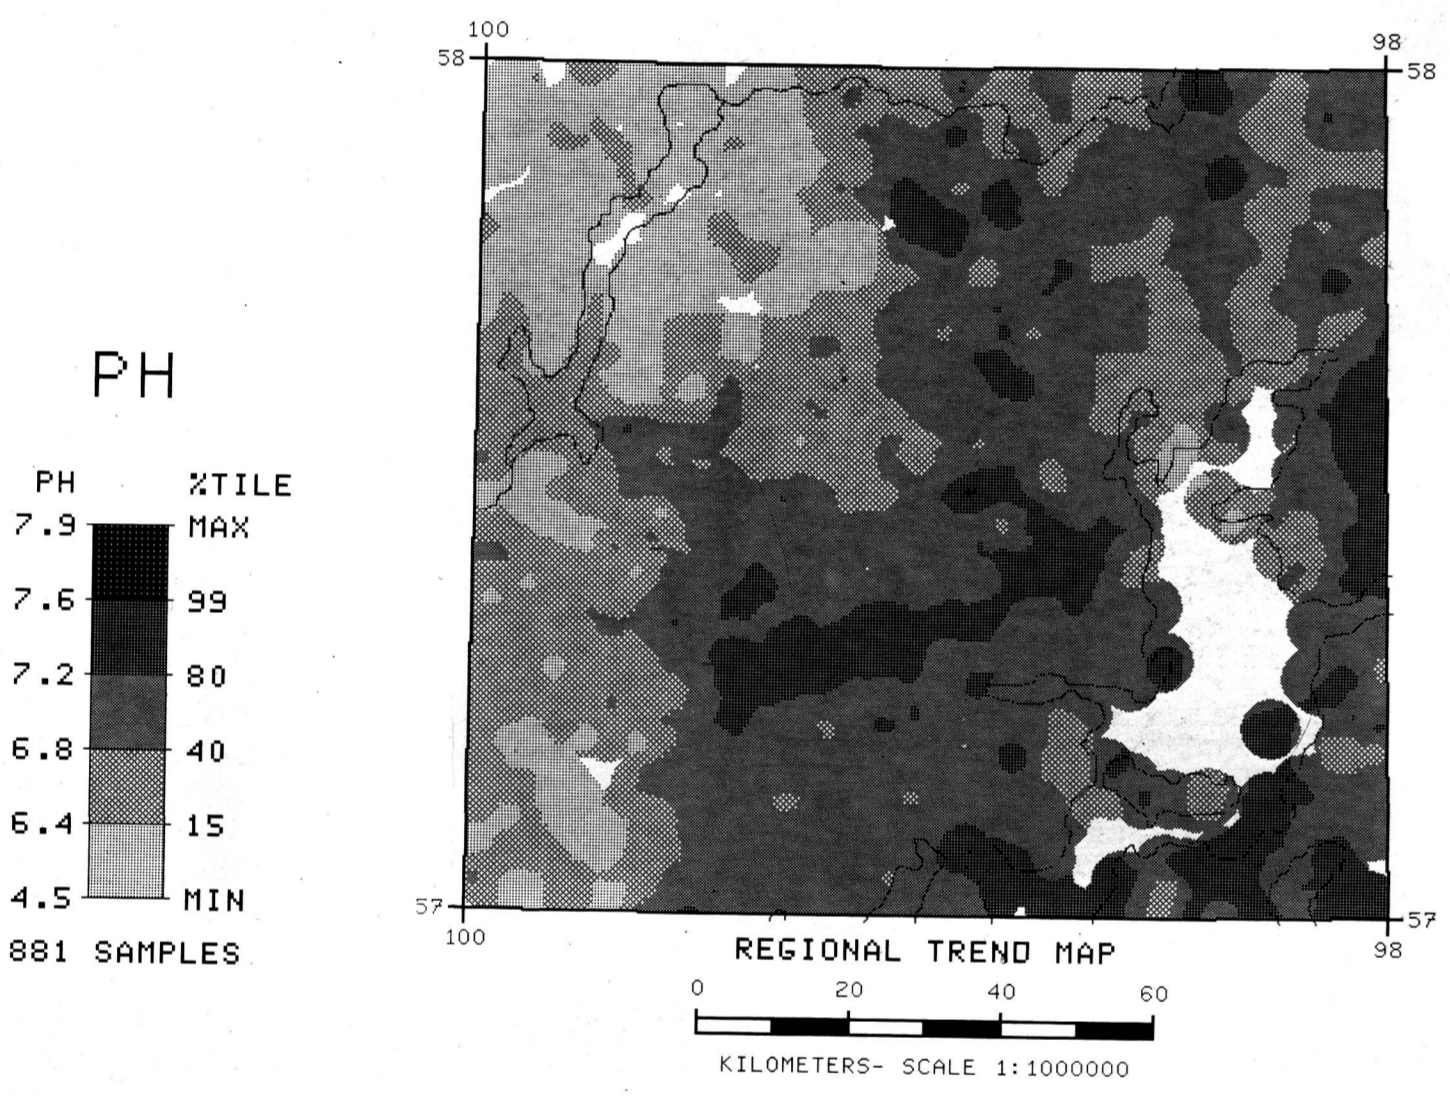 100 98
58 58
PH
PH %TILE
7.9 MAX
7.6 99
7.2 80
6.8 40
6.4 15
4.5 MIN
881 SAMPLES
57 57
100 98
REGIONAL TREND MAP
0 20 40 60
KILOMETERS- SCALE 1:1000000